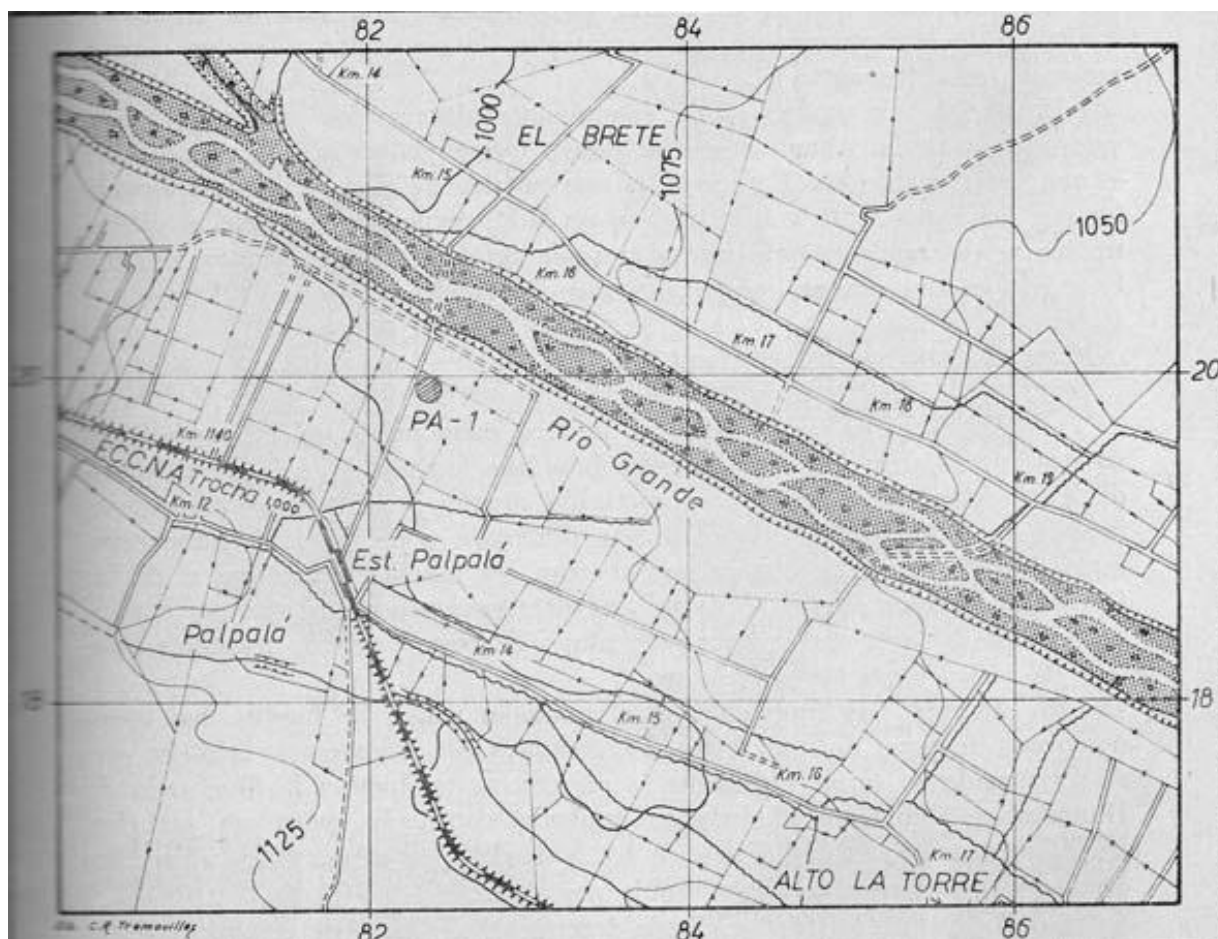 82 84 86
Km. 14
1000
EL BRETE
1075
Km. 15
1050
Km. 16
Km. 17
20
PA-1
Km. 18
Rio Grande
Km 1140
F.C.C.N.A Trocha 1,000
Km. 12
Km. 19
Est. Palpalá
Palpalá
Km. 14
18
Km. 15
Km. 16
1125
Km. 17
ALTO LA TORRE
82 84 86